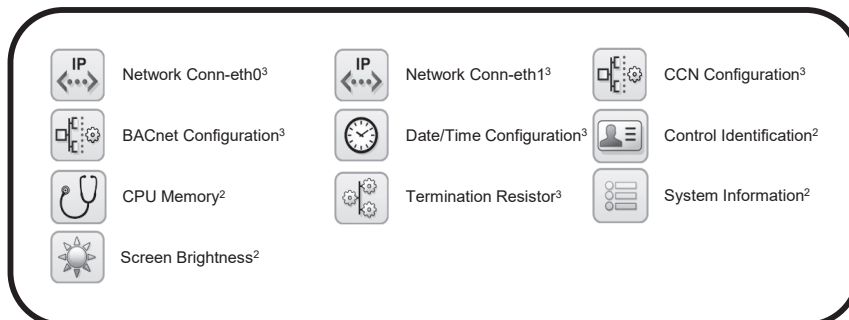 IP
Network Conn-eth0³
IP
Network Conn-eth1³
CCN Configuration³
BACnet Configuration³
Date/Time Configuration³
Control Identification²
CPU Memory²
Termination Resistor³
System Information²
Screen Brightness²